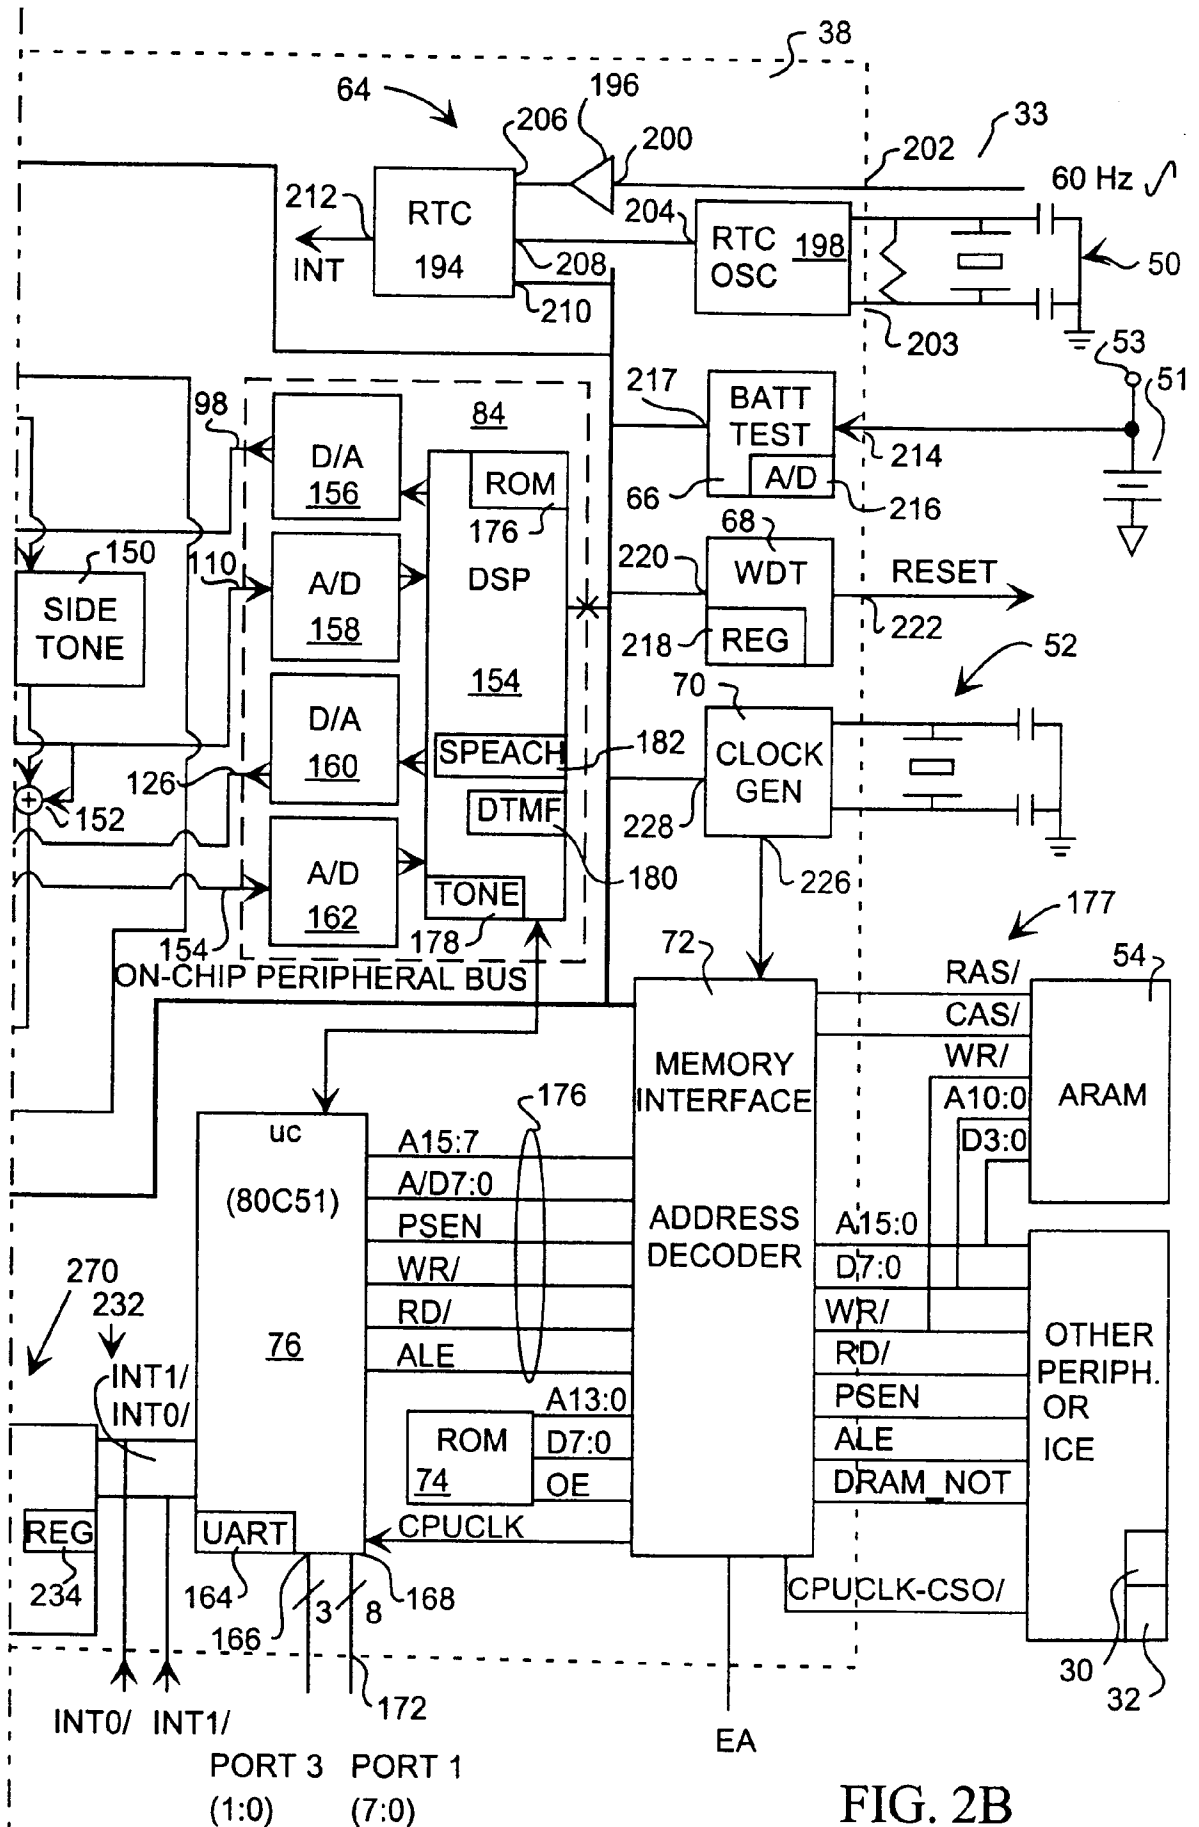 38
64
196
33
206
200
202
60 Hz
212
RTC
194
204
RTC
OSC
198
INT
208
210
50
203
53
51
217
BATT
TEST
A/D
214
66
216
98
84
D/A
156
ROM
176
68
150
110
A/D
158
DSP
220
WDT
RESET
SIDE
TONE
218
REG
222
154
70
52
D/A
160
SPEACH
182
CLOCK
GEN
126
152
DTMF
228
180
226
A/D
162
TONE
178
154
177
ON-CHIP PERIPHERAL BUS
72
RAS/
54
CAS/
WR/
MEMORY
INTERFACE
A10:0
ARAM
D3:0
176
uc
(80C51)
A15:7
A/D7:0
PSEN
WR/
RD/
ALE
ADDRESS
DECODER
A15:0
D7:0
WR/
RD/
PSEN
ALE
DRAM_NOT
OTHER
PERIPH.
OR
ICE
270
232
76
INT1/
INT0/
A13:0
ROM
74
D7:0
OE
REG
UART
CPUCLK
234
164
3
8
168
CPUCLK-CSO/
166
30
32
172
INT0/
INT1/
EA
PORT 3
(1:0)
PORT 1
(7:0)
FIG. 2B